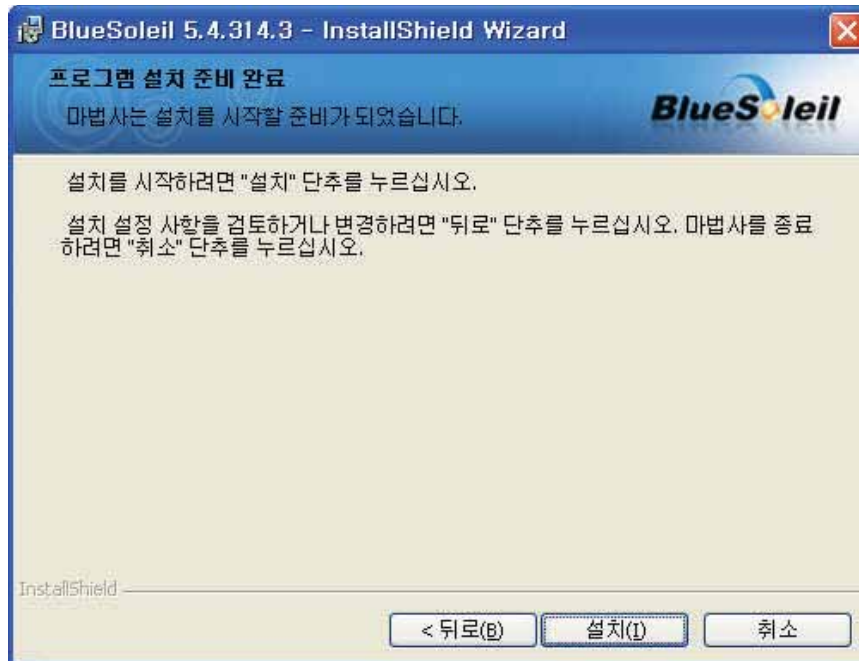 BlueSoleil 5.4.314.3 - InstallShield Wizard
프로그램 설치 준비 완료
마법사는 설치를 시작할 준비가 되었습니다.
BlueSoleil
설치를 시작하려면 "설치" 단추를 누르십시오.
설치 설정 사항을 검토하거나 변경하려면 "뒤로" 단추를 누르십시오. 마법사를 종료
하려면 "취소" 단추를 누르십시오.
InstallShield
< 뒤로(B) 설치(I) 취소